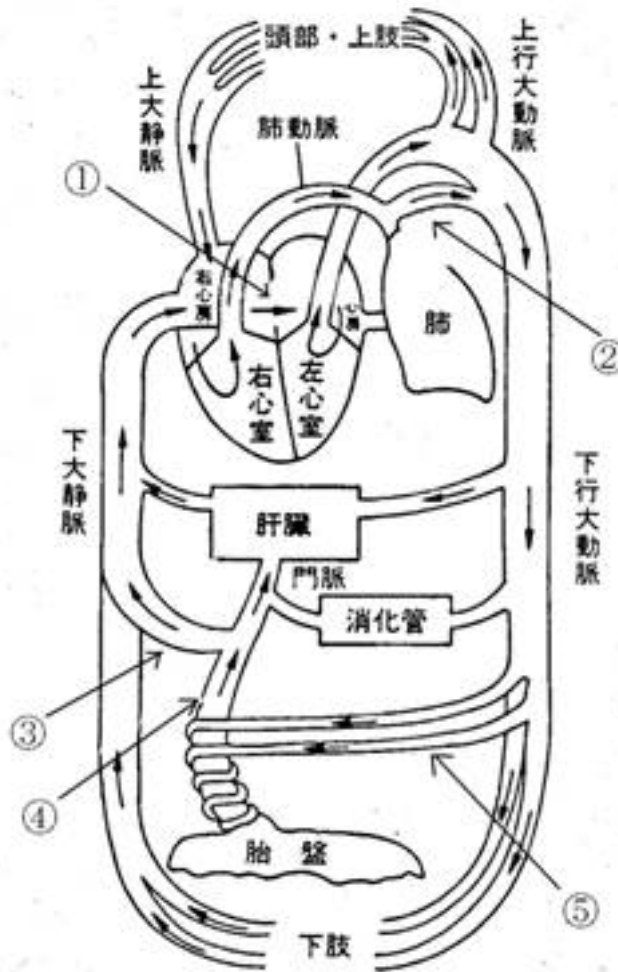 頭部・上肢
上行大動脈
上大静脈
肺動脈
①
右心房
心房
肺
②
右心室
左心室
下大静脈
下行大動脈
肝臓
門脈
消化管
③
④
胎盤
⑤
下肢